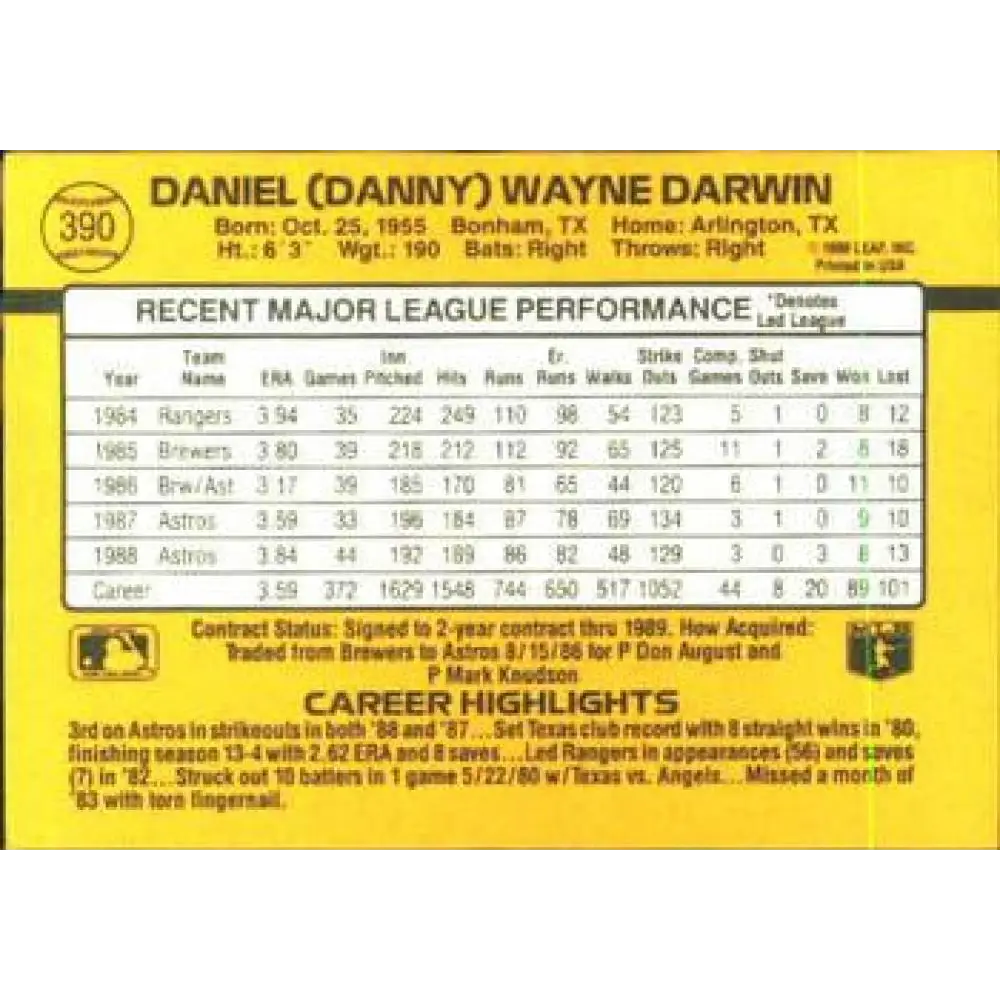 390
DANIEL (DANNY) WAYNE DARWIN
Born: Oct. 25, 1955 Bonham, TX Home: Arlington, TX
Ht.: 6'3" Wgt.: 190 Bats: Right Throws: Right
LEAF, INC.
Printed in USA
RECENT MAJOR LEAGUE PERFORMANCE *Denotes Led League
Year Team Name ERA Games Inn Pitched Hits Runs Er. Runs Walks Strike Outs Comp. Games Shut Outs Save Won Lost
1984 Rangers 3.94 35 224 249 110 98 54 123 5 1 0 8 12
1985 Brewers 3.80 39 218 212 112 92 65 125 11 1 2 8 18
1986 Brw/Ast 3.17 39 185 170 81 65 44 120 6 1 0 11 10
1987 Astros 3.59 33 196 184 87 78 69 134 3 1 0 9 10
1988 Astros 3.84 44 192 189 86 82 48 129 3 0 3 8 13
Career 3.59 372 1629 1548 744 650 517 1052 44 8 20 89 101
Contract Status: Signed to 2-year contract thru 1989. How Acquired:
Traded from Brewers to Astros 8/15/86 for P Don August and
P Mark Knudson
CAREER HIGHLIGHTS
3rd on Astros in strikeouts in both '88 and '87...Set Texas club record with 8 straight wins in '80,
finishing season 13-4 with 2.62 ERA and 8 saves...Led Rangers in appearances (56) and saves
(7) in '82...Struck out 10 batters in 1 game 5/22/80 w/Texas vs. Angels...Missed a month of
'83 with torn fingernail.